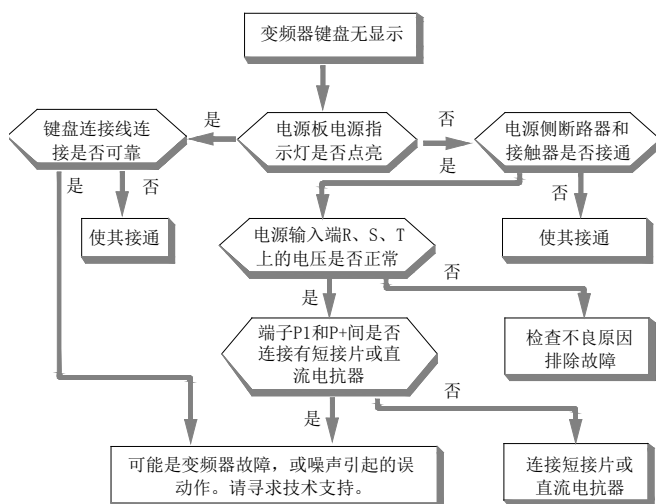 变频器键盘无显示
是
否
键盘连接线连
接是否可靠
电源板电源指
示灯是否点亮
电源侧断路器和
接触器是否接通
是
否
是
否
使其接通
电源输入端R、S、T
上的电压是否正常
使其接通
是
否
端子P1和P+间是否
连接有短接片或直
流电抗器
检查不良原因
排除故障
是
否
可能是变频器故障，或噪声引起的误
动作。请寻求技术支持。
连接短接片或
直流电抗器